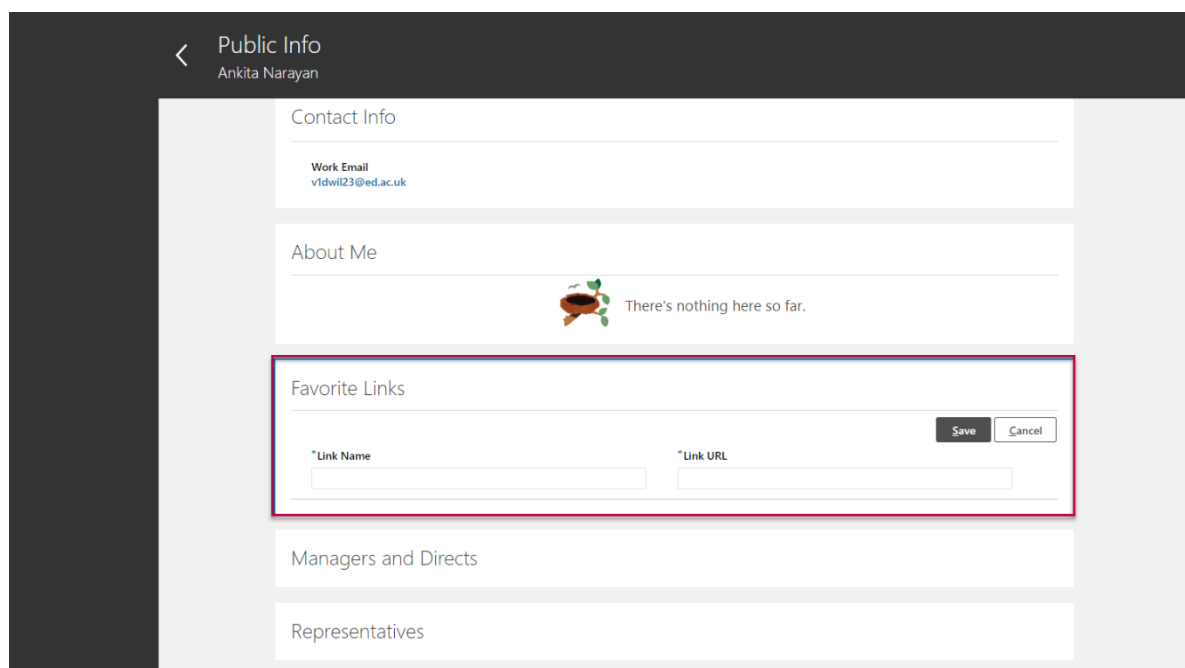 Public Info
Ankita Narayan
Contact Info
Work Email
v1dwil23@ed.ac.uk
About Me
There's nothing here so far.
Favorite Links
Save Cancel
*Link Name *Link URL
Managers and Directs
Representatives